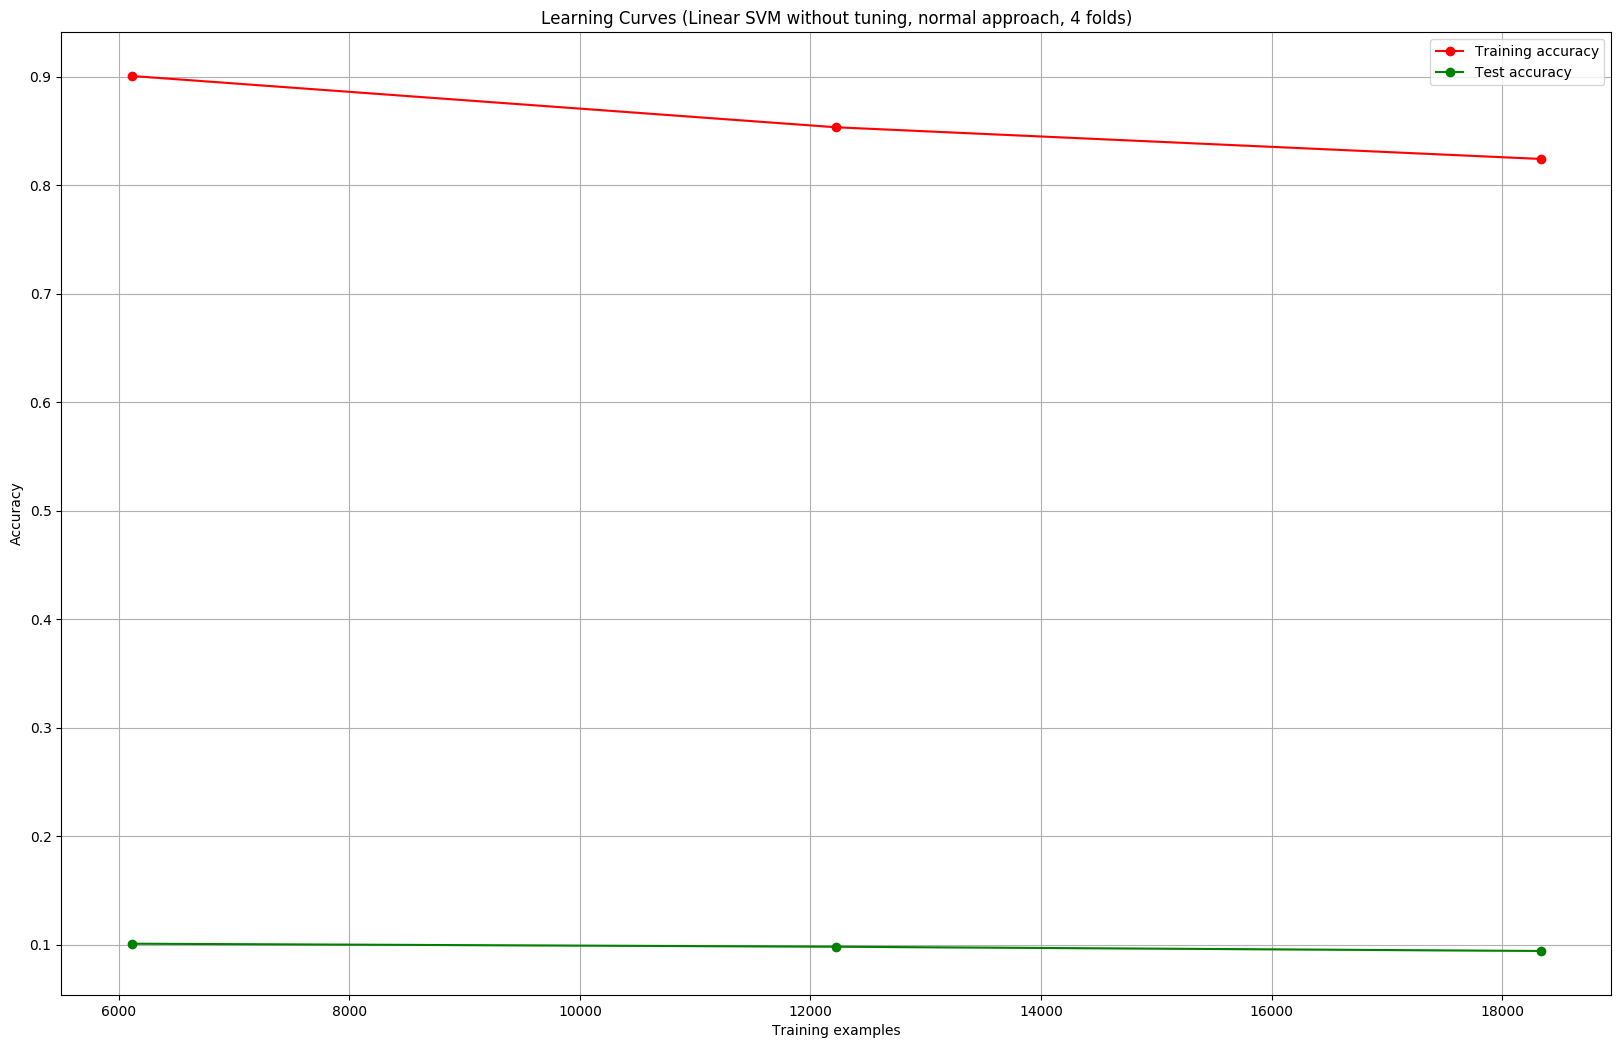 Learning Curves (Linear SVM without tuning, normal approach, 4 folds)
Training accuracy
Test accuracy
0.9
0.8
0.7
0.6
0.5
0.4
0.3
0.2
0.1
Accuracy
6000 8000 10000 12000 14000 16000 18000
Training examples